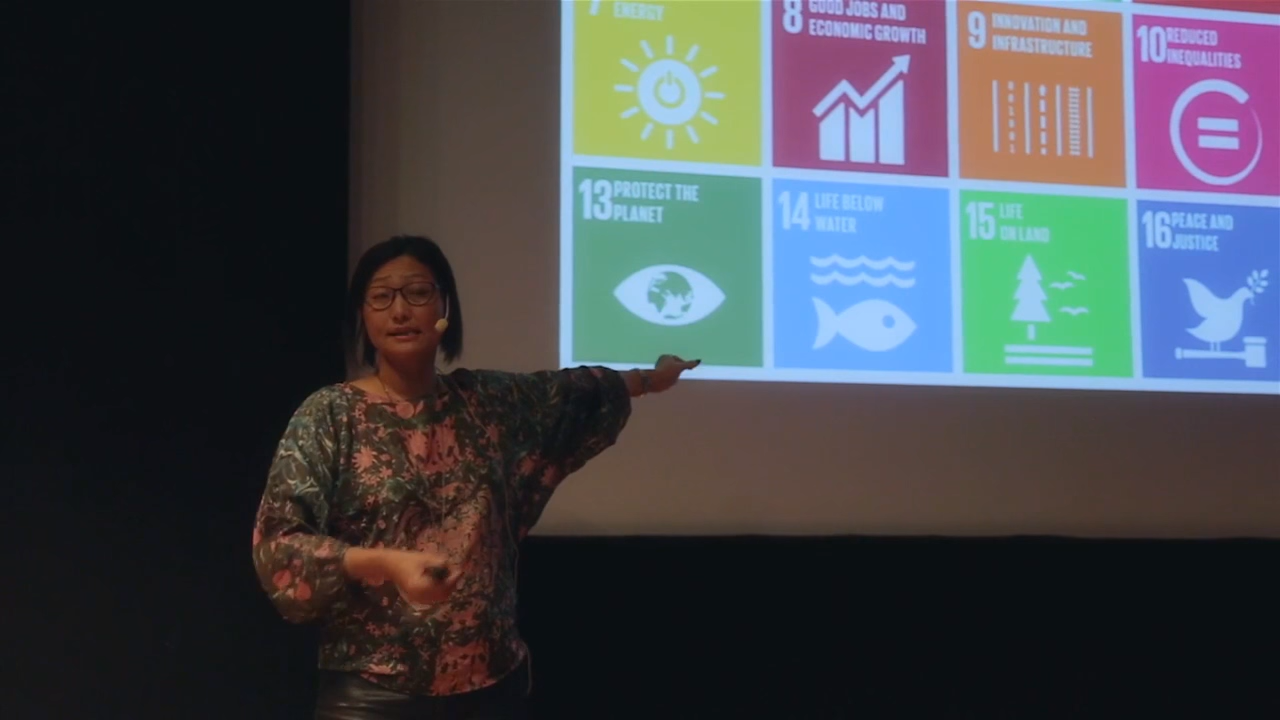 7
ENERGY
8 GOOD JOBS AND
ECONOMIC GROWTH
9 INNOVATION AND
INFRASTRUCTURE
10 REDUCED
INEQUALITIES
13 PROTECT THE
PLANET
14 LIFE BELOW
WATER
15 LIFE
ON LAND
16 PEACE AND
JUSTICE